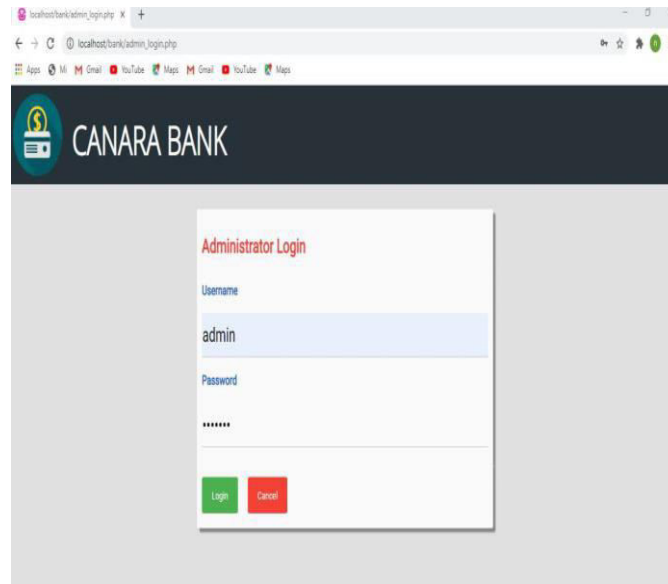 localhost/bank/admin_login.php
localhost/bank/admin_login.php
Apps Mi Gmail YouTube Maps Gmail YouTube Maps
CANARA BANK
Administrator Login
Username
admin
Password
•••••••
Login Cancel